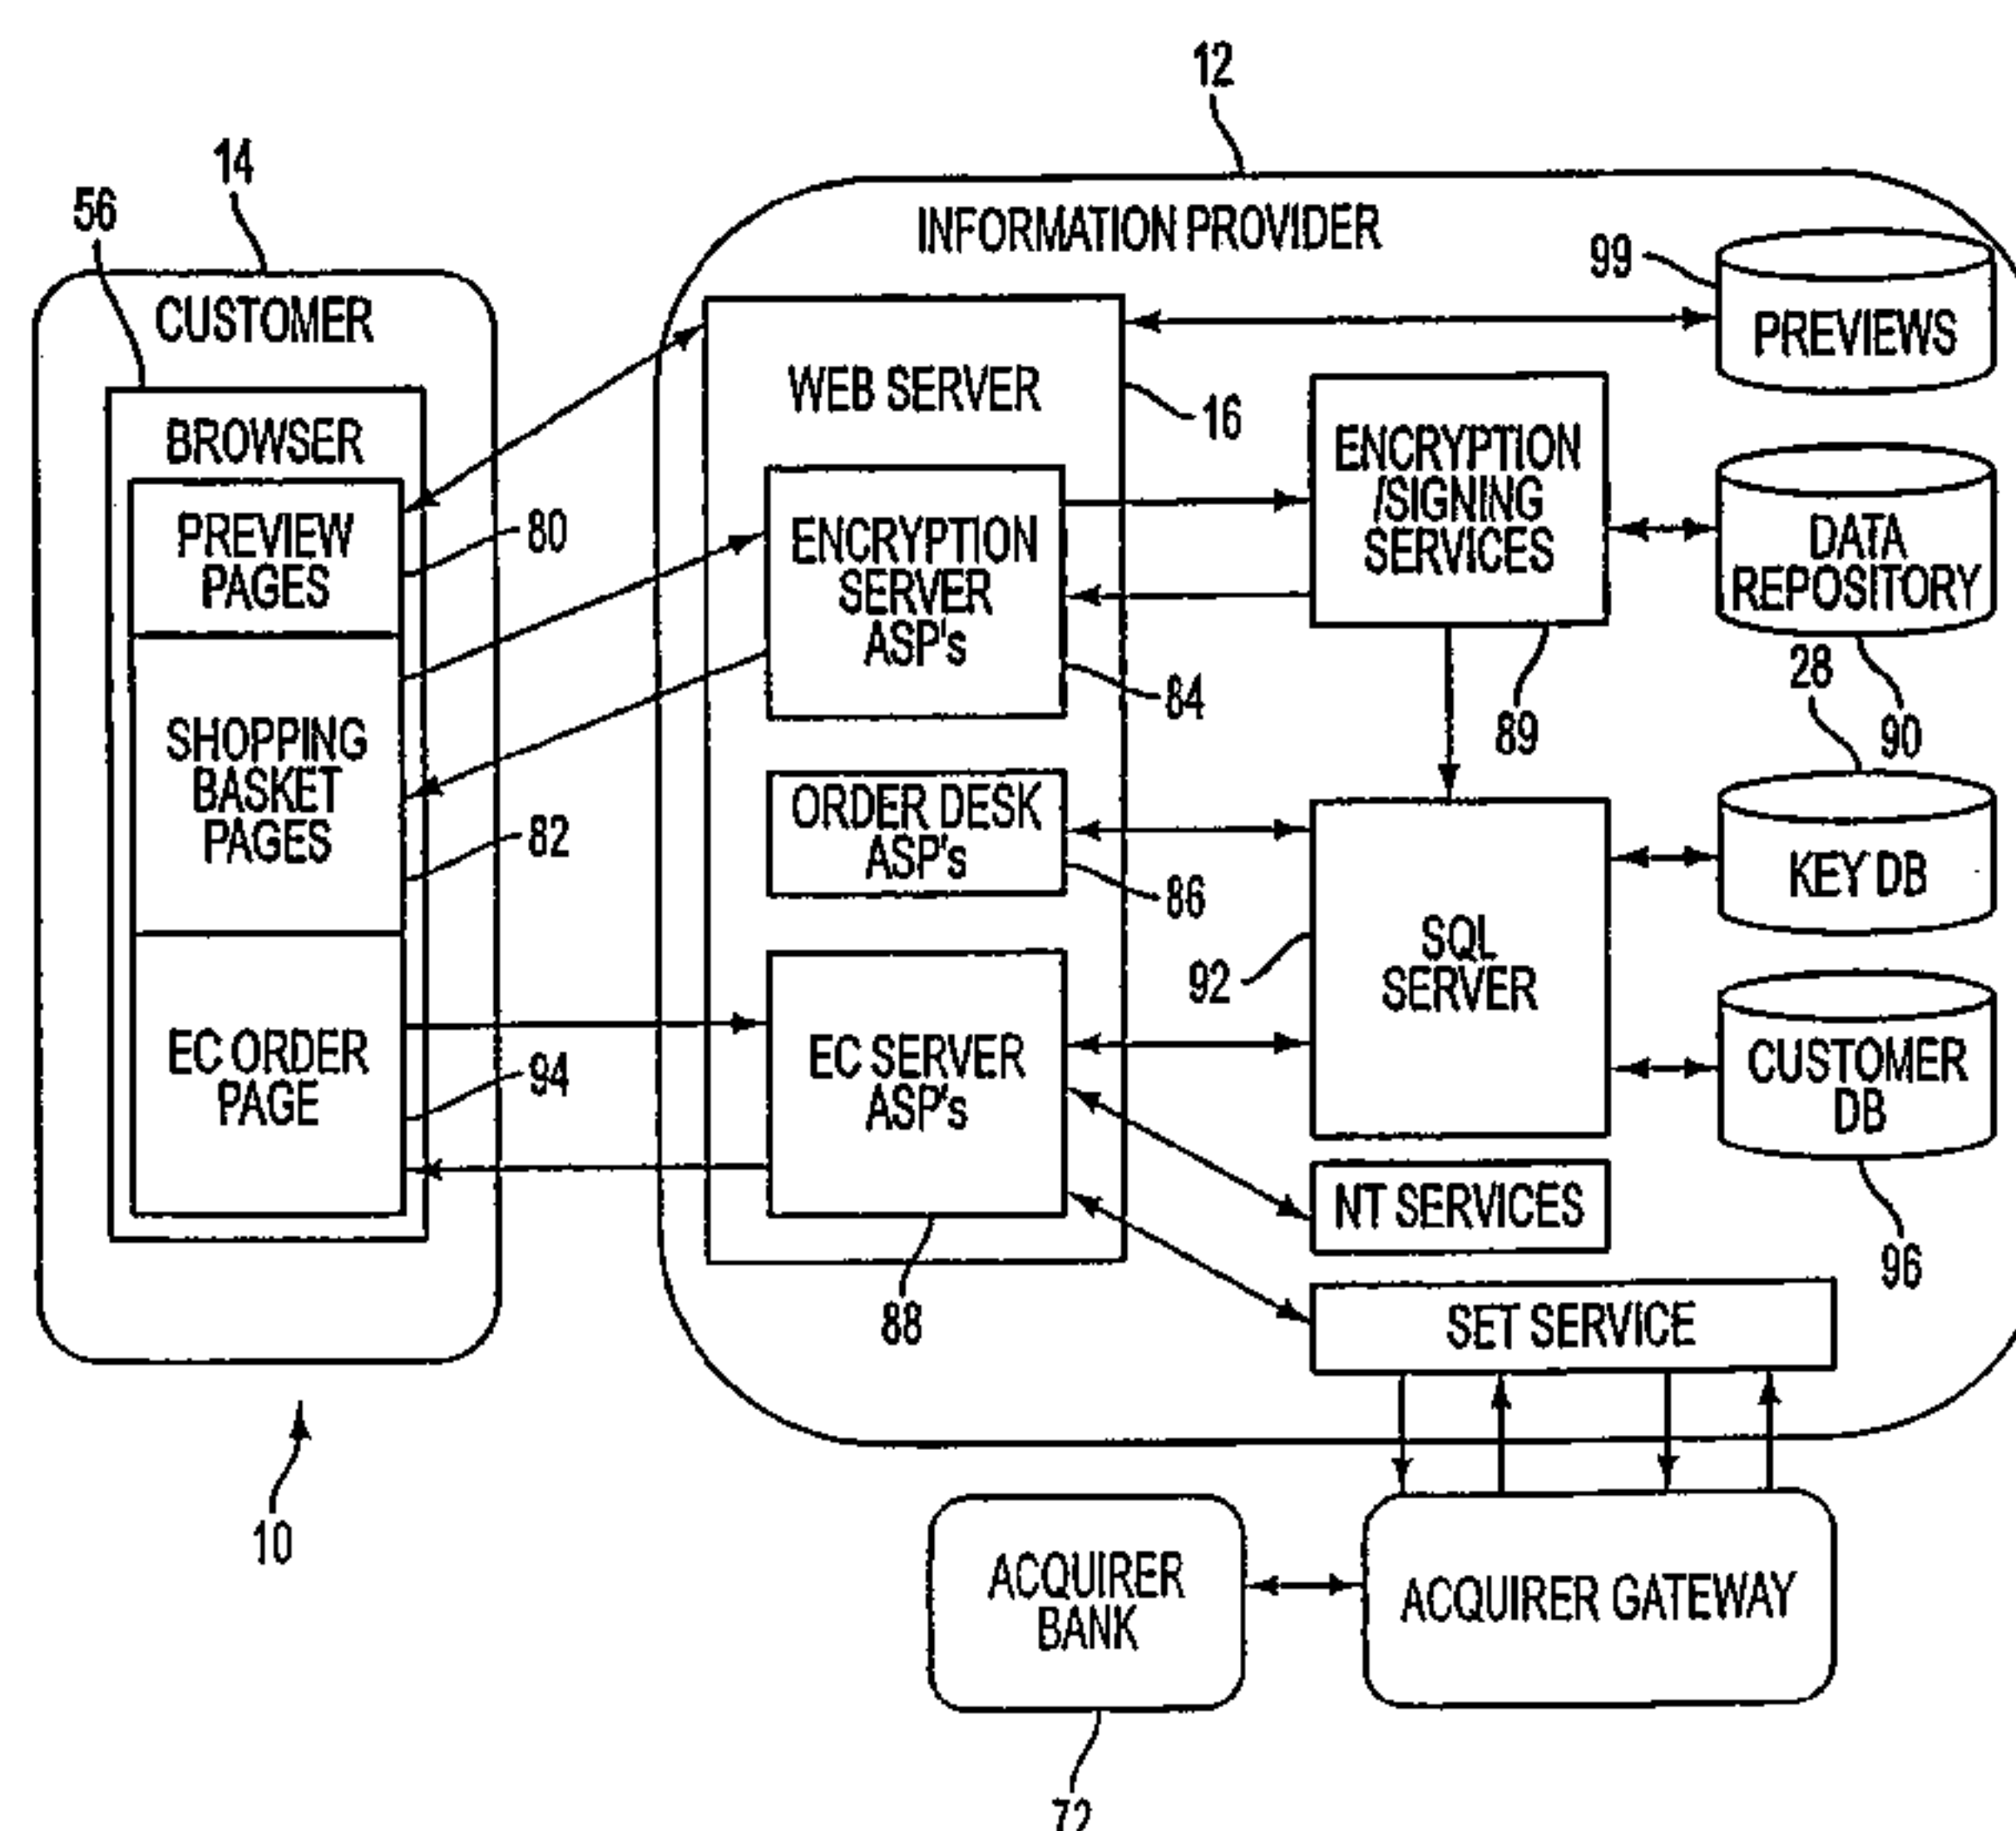 12
14
56
INFORMATION PROVIDER
99
PREVIEWS
CUSTOMER
WEB SERVER
16
BROWSER
PREVIEW
PAGES
80
ENCRYPTION
SERVER
ASP's
84
ENCRYPTION
/SIGNING
SERVICES
89
DATA
REPOSITORY
90
28
SHOPPING
BASKET
PAGES
82
ORDER DESK
ASP's
86
SQL
SERVER
92
KEY DB
CUSTOMER
DB
96
EC ORDER
PAGE
94
EC SERVER
ASP's
88
NT SERVICES
SET SERVICE
10
ACQUIRER
BANK
72
ACQUIRER GATEWAY